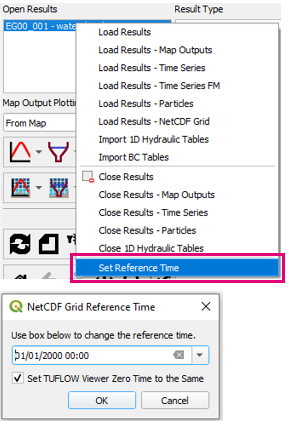 Open Results
Result Type
EG00_001 - wate
Load Results
Load Results - Map Outputs
Load Results - Time Series
Load Results - Time Series FM
Load Results - Particles
Load Results - NetCDF Grid
Import 1D Hydraulic Tables
Import BC Tables
Close Results
Close Results - Map Outputs
Close Results - Time Series
Close Results - Particles
Close 1D Hydraulic Tables
Set Reference Time
Map Output Plottin
From Map
NetCDF Grid Reference Time
Use box below to change the reference time.
01/01/2000 00:00
Set TUFLOW Viewer Zero Time to the Same
OK
Cancel